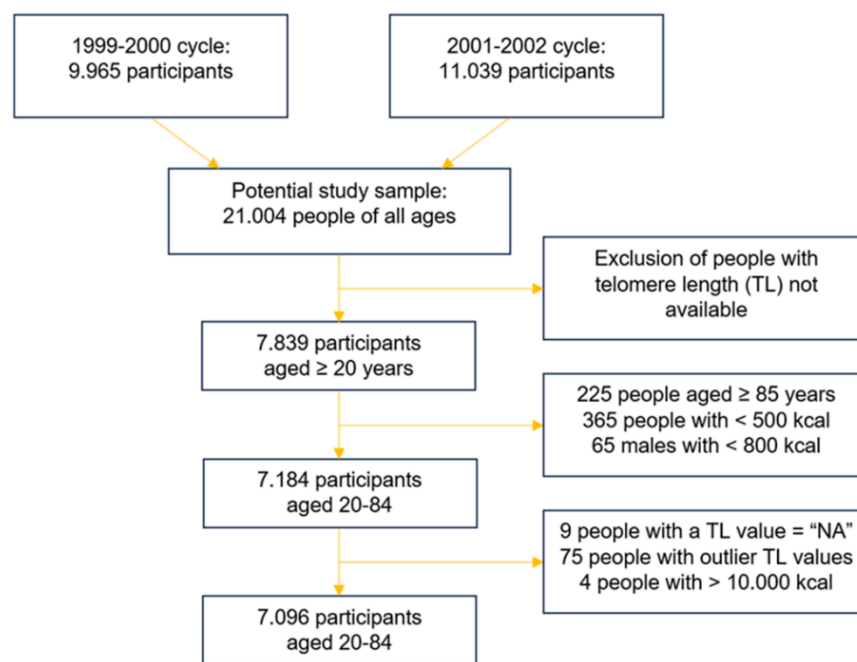 1999-2000 cycle:
9.965 participants
2001-2002 cycle:
11.039 participants
Potential study sample:
21.004 people of all ages
Exclusion of people with
telomere length (TL) not
available
7.839 participants
aged ≥ 20 years
225 people aged ≥ 85 years
365 people with < 500 kcal
65 males with < 800 kcal
7.184 participants
aged 20-84
9 people with a TL value = “NA”
75 people with outlier TL values
4 people with > 10.000 kcal
7.096 participants
aged 20-84